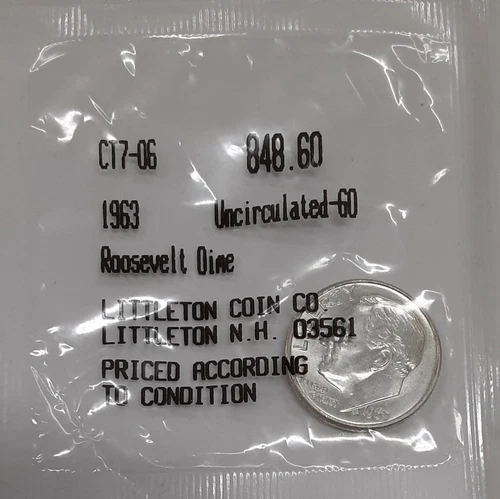 CT7-06 848.60
1963 Uncirculated-60
Roosevelt Dime
LITTLETON COIN CO.
LITTLETON N.H. 03561
PRICED ACCORDING
TO CONDITION